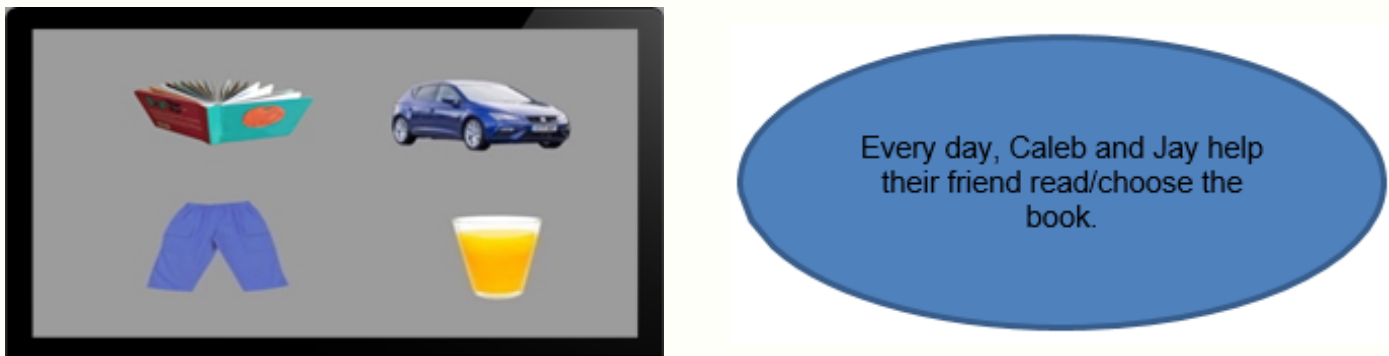 Every day, Caleb and Jay help
their friend read/choose the
book.